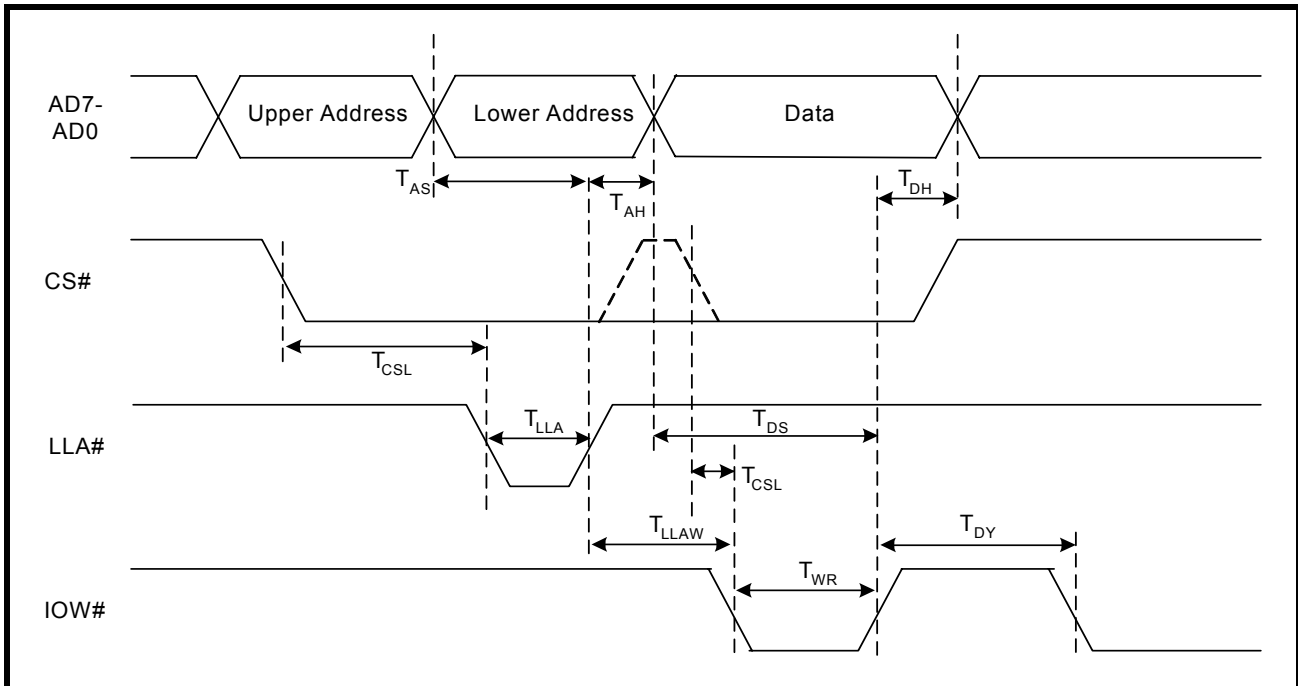 AD7-
AD0
Upper Address
Lower Address
Data
TAS
TAH
TDH
CS#
TCSL
LLA#
TLLA
TDS
TCSL
TLLAW
TDY
TWR
IOW#